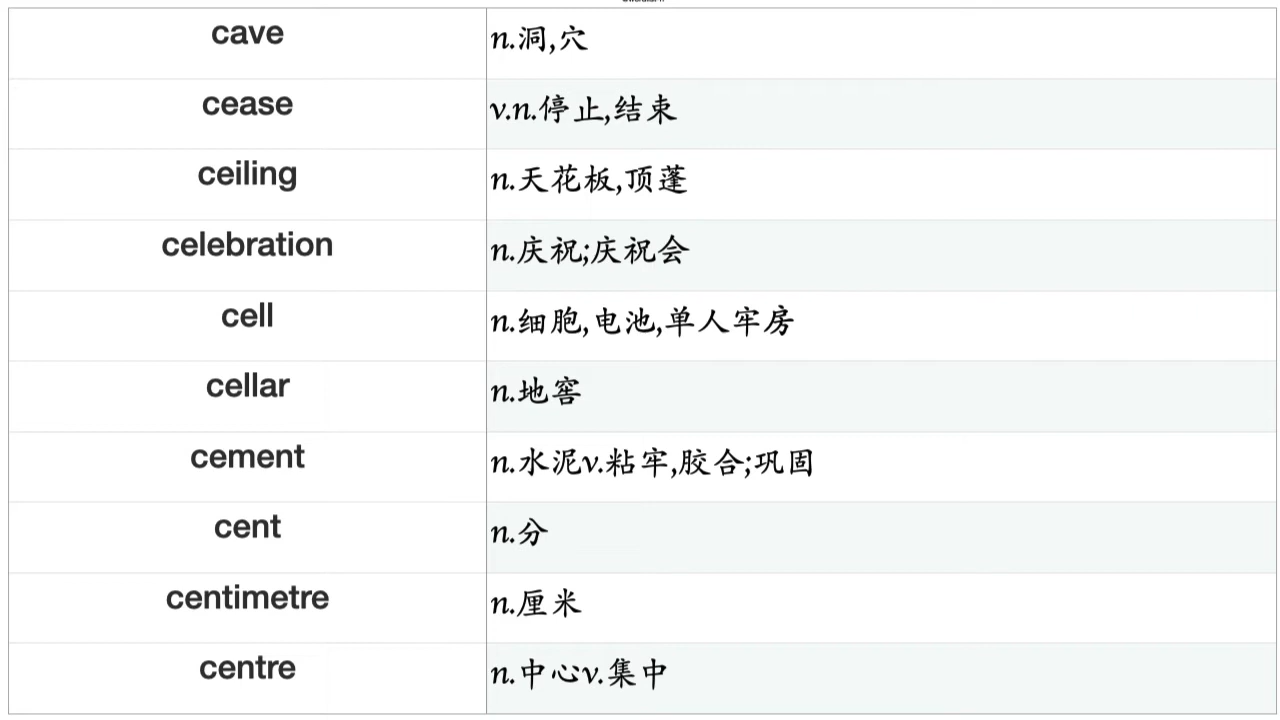 cave n.洞,穴
cease v.n.停止,结束
ceiling n.天花板,顶蓬
celebration n.庆祝;庆祝会
cell n.细胞,电池,单人牢房
cellar n.地窖
cement n.水泥v.粘牢,胶合;巩固
cent n.分
centimetre n.厘米
centre n.中心v.集中